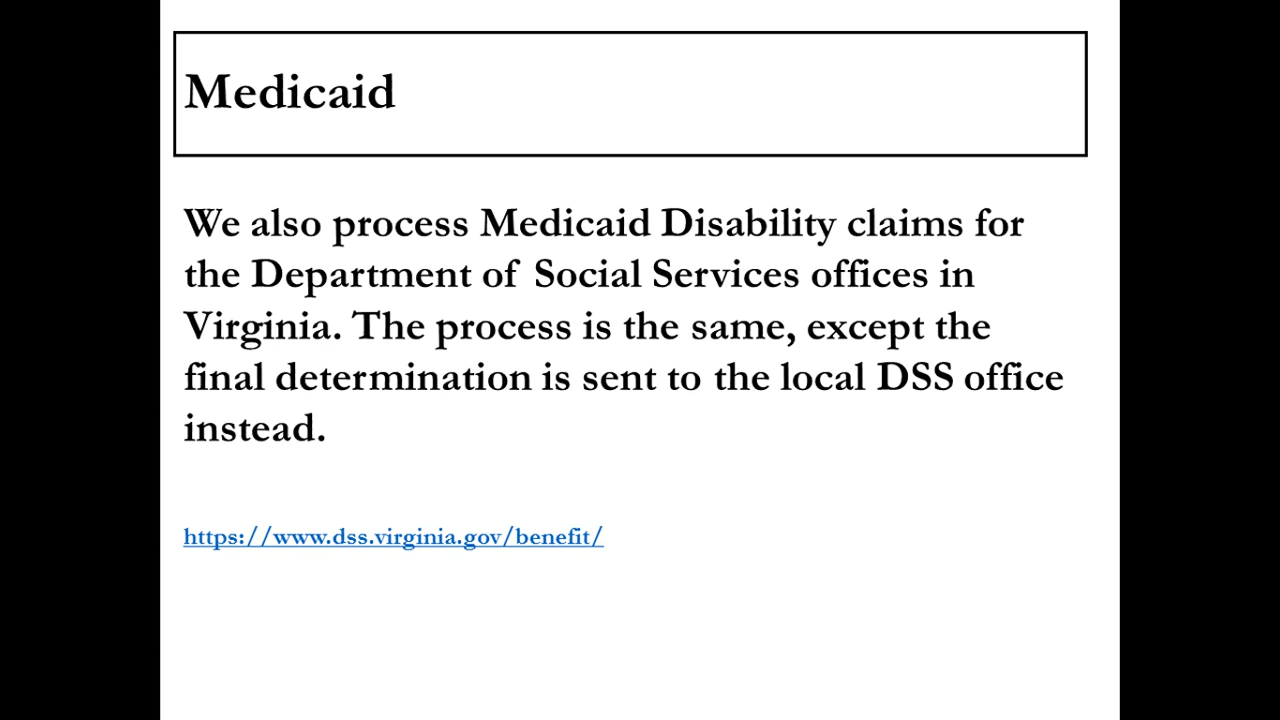 Medicaid
We also process Medicaid Disability claims for
the Department of Social Services offices in
Virginia. The process is the same, except the
final determination is sent to the local DSS office
instead.
https://www.dss.virginia.gov/benefit/